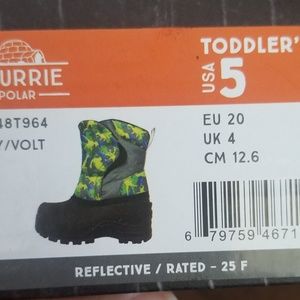 URRIE
POLAR
48T964
Y/VOLT
TODDLER'
USA 5
EU 20
UK 4
CM 12.6
6 79759 4671
REFLECTIVE / RATED - 25 F